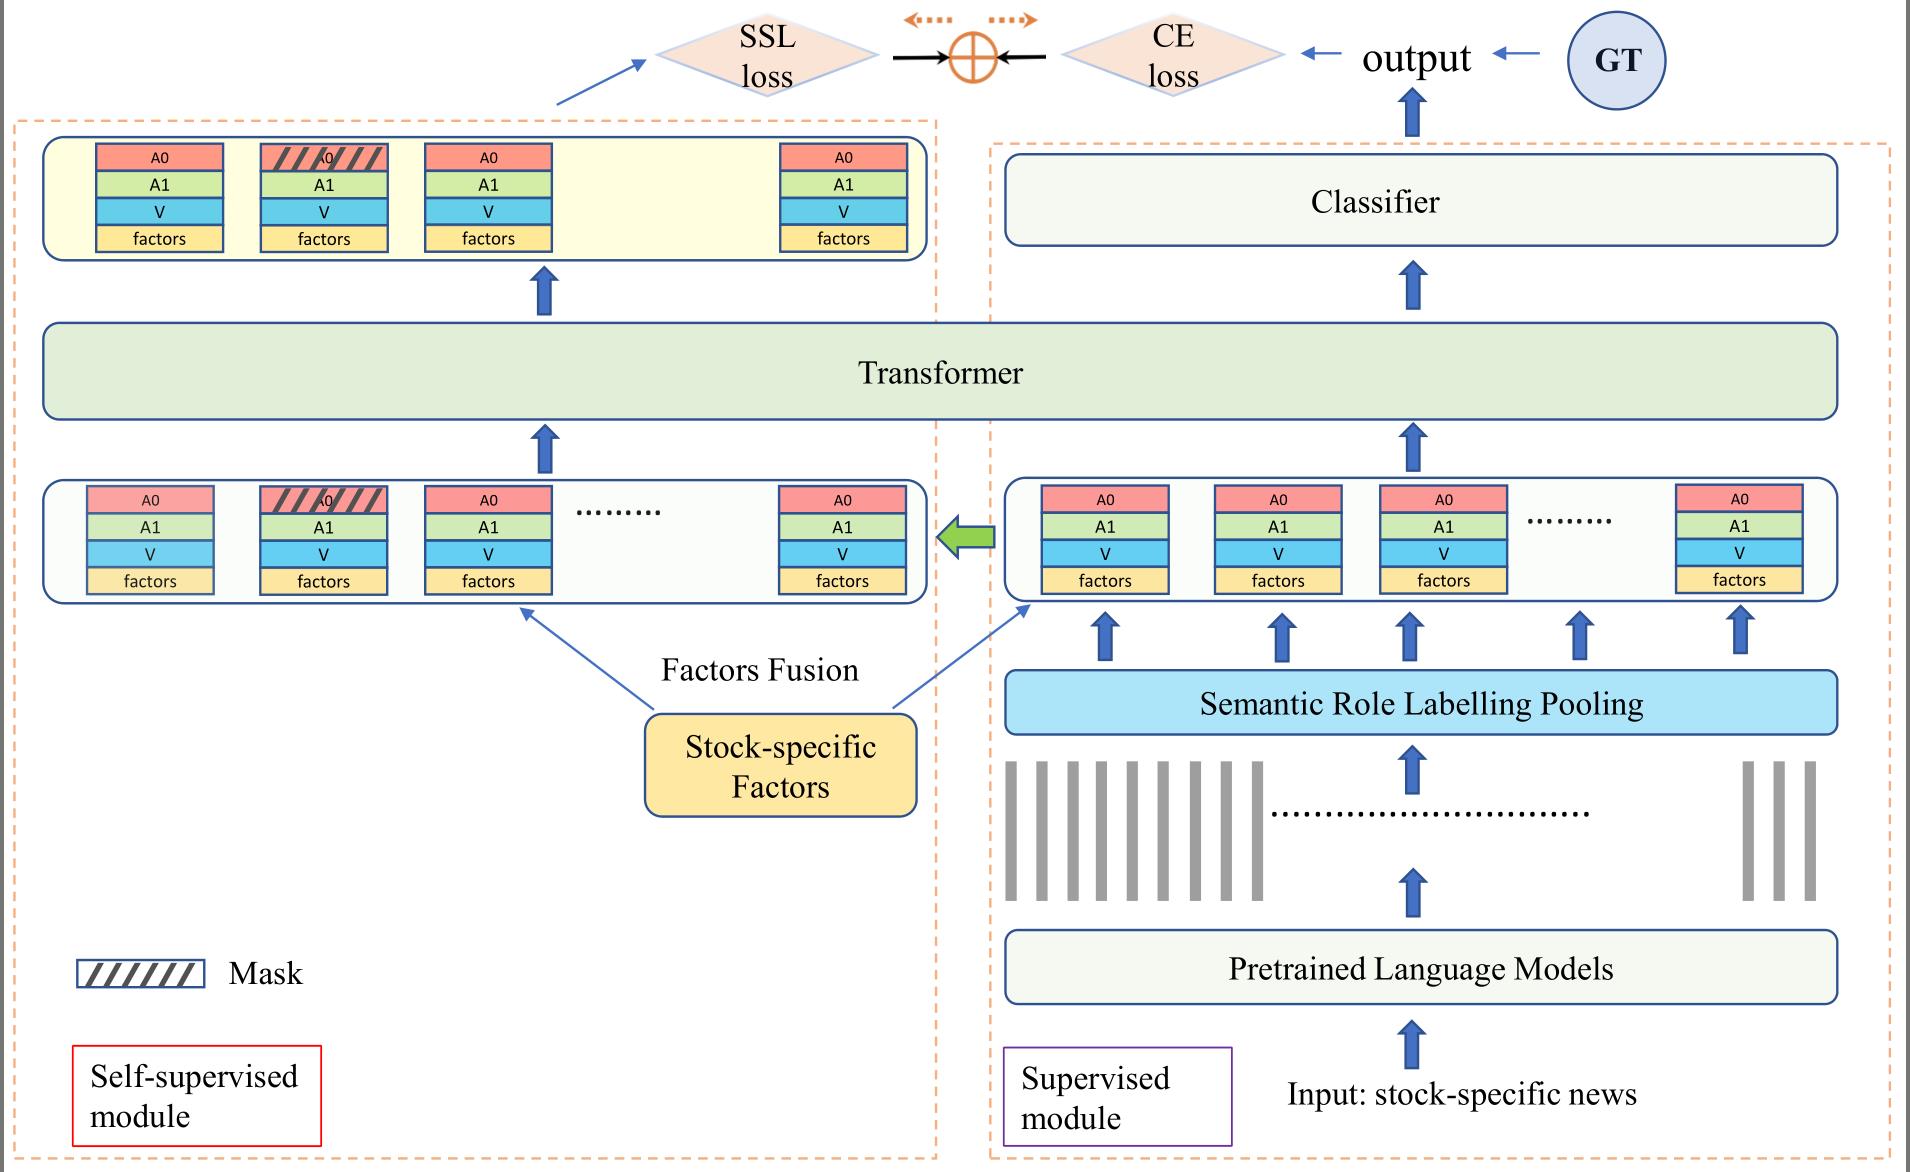 SSL
loss
CE
loss
output
GT
A0
A1
V
factors
A0
A1
V
factors
A0
A1
V
factors
A0
A1
V
factors
Classifier
Transformer
A0
A1
V
factors
A0
A1
V
factors
A0
A1
V
factors
.........
A0
A1
V
factors
A0
A1
V
factors
A0
A1
V
factors
A0
A1
V
factors
.........
A0
A1
V
factors
Factors Fusion
Stock-specific
Factors
Semantic Role Labelling Pooling
Pretrained Language Models
Mask
Self-supervised
module
Supervised
module
Input: stock-specific news